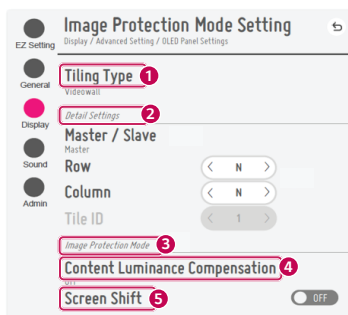 Image Protection Mode Setting
Display / Advanced Setting / OLED Panel Settings
EZ Setting
General
Display
Sound
Admin
Tiling Type 1
Videowall
Detail Settings 2
Master / Slave
Master
Row < N >
Column < N >
Tile ID < 1 >
Image Protection Mode 3
Content Luminance Compensation 4
Off
Screen Shift 5 OFF